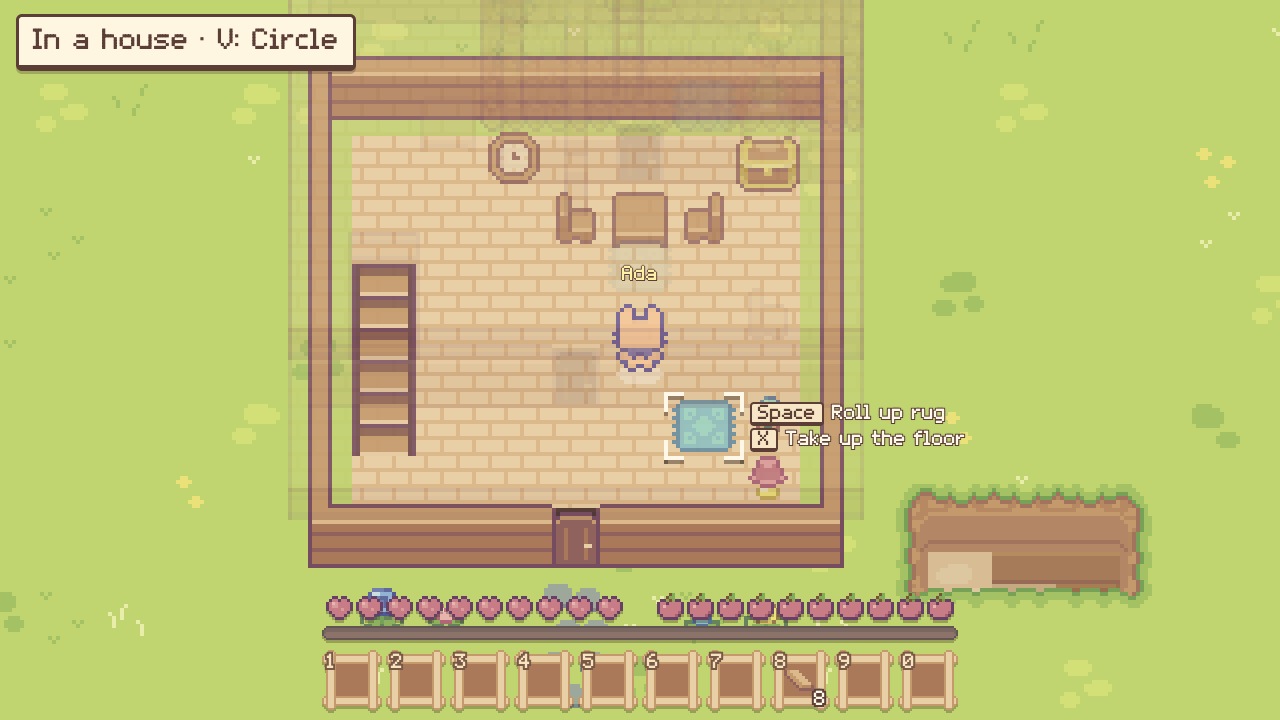 In a house · V: Circle
Ada
Space Roll up rug
X Take up the floor
1 2 3 4 5 6 7 8 9 0
8